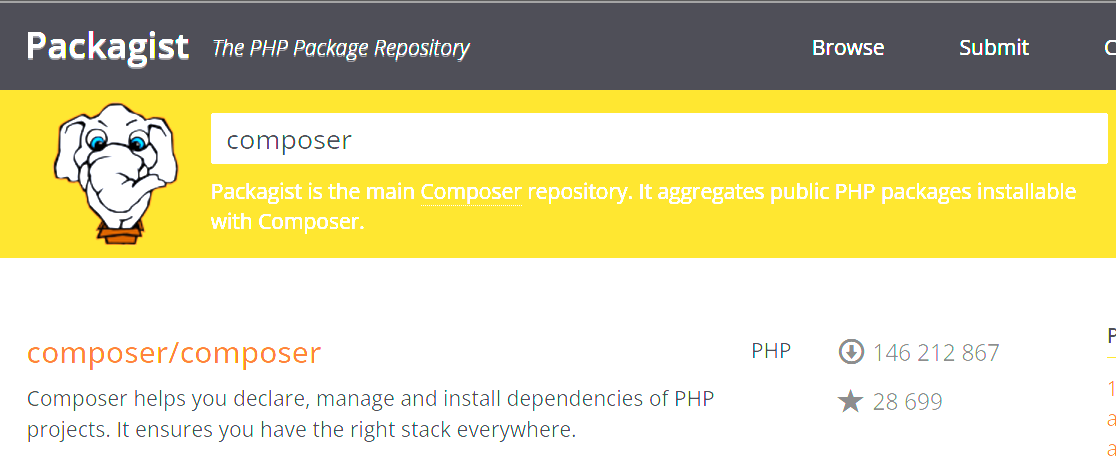 Packagist The PHP Package Repository Browse Submit
composer
Packagist is the main Composer repository. It aggregates public PHP packages installable
with Composer.
composer/composer PHP 146 212 867
Composer helps you declare, manage and install dependencies of PHP
28 699
projects. It ensures you have the right stack everywhere.